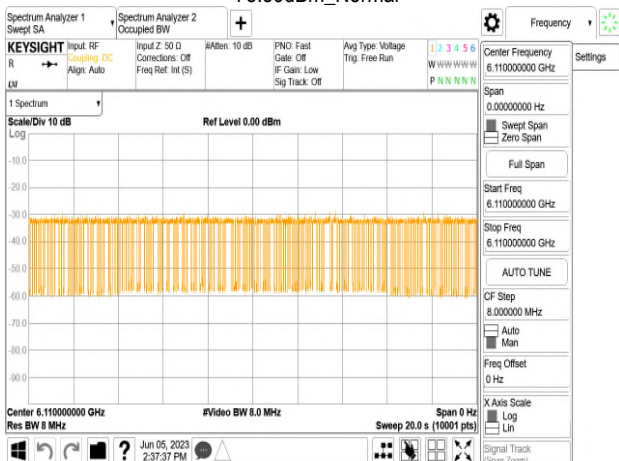 Spectrum Analyzer 1
Swept SA
Spectrum Analyzer 2
Occupied BW
+
Frequency
KEYSIGHT
R
Input: RF
Coupling: DC
Align: Auto
Input Z: 50 Ω
Corrections: Off
Freq Ref: Int (S)
#Atten: 10 dB
PNO: Fast
Gate: Off
IF Gain: Low
Sig Track: Off
Avg Type: Voltage
Trig: Free Run
1 2 3 4 5 6
W W W W W W
P N N N N N
Center Frequency
6.110000000 GHz
Settings
Span
0.00000000 Hz
Swept Span
Zero Span
Full Span
Start Freq
6.110000000 GHz
Stop Freq
6.110000000 GHz
AUTO TUNE
CF Step
8.000000 MHz
Auto
Man
Freq Offset
0 Hz
X Axis Scale
Log
Lin
Signal Track
(Span Zoom)
1 Spectrum
Scale/Div 10 dB
Ref Level 0.00 dBm
Log
-10.0
-20.0
-30.0
-40.0
-50.0
-60.0
-70.0
-80.0
-90.0
Center 6.110000000 GHz
#Video BW 8.0 MHz
Span 0 Hz
Res BW 8 MHz
Sweep 20.0 s (10001 pts)
?
Jun 05, 2023
2:37:37 PM